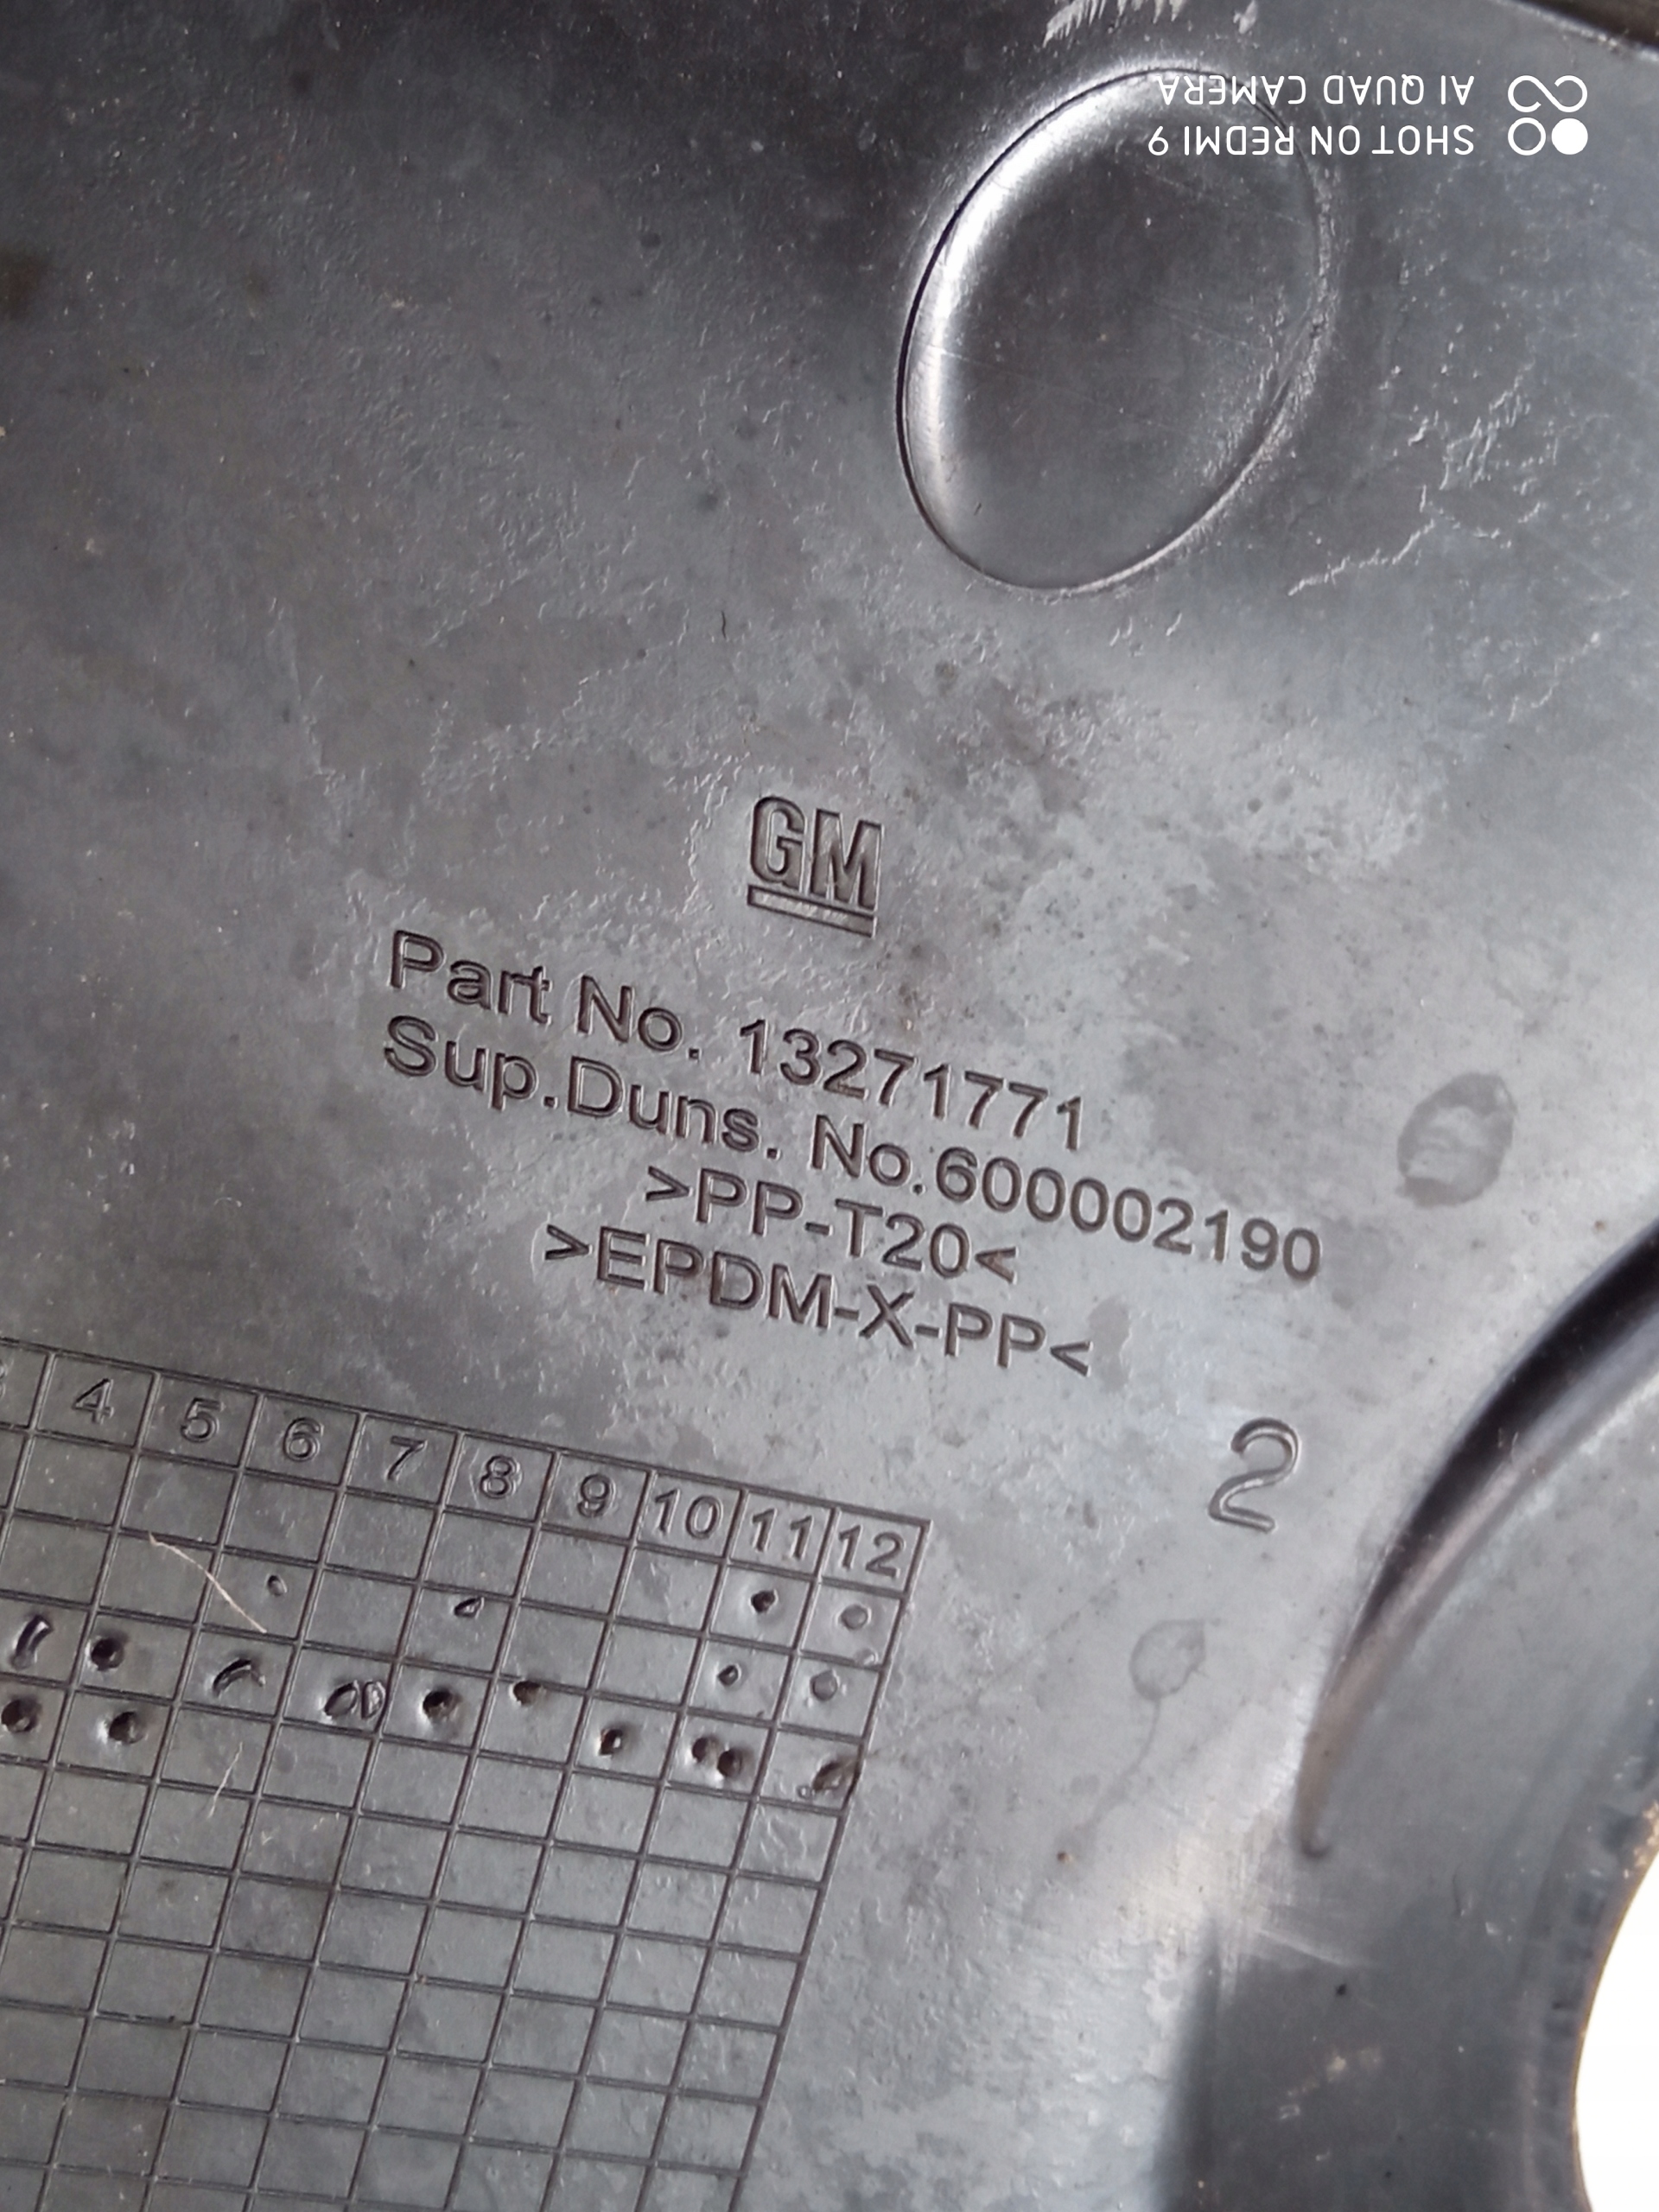 GM
Part No. 13271771
Sup.Duns. No.600002190
>PP-T20<
>EPDM-X-PP<
2
4 5 6 7 8 9 10 11 12
SHOT ON REDMI 9
AI QUAD CAMERA